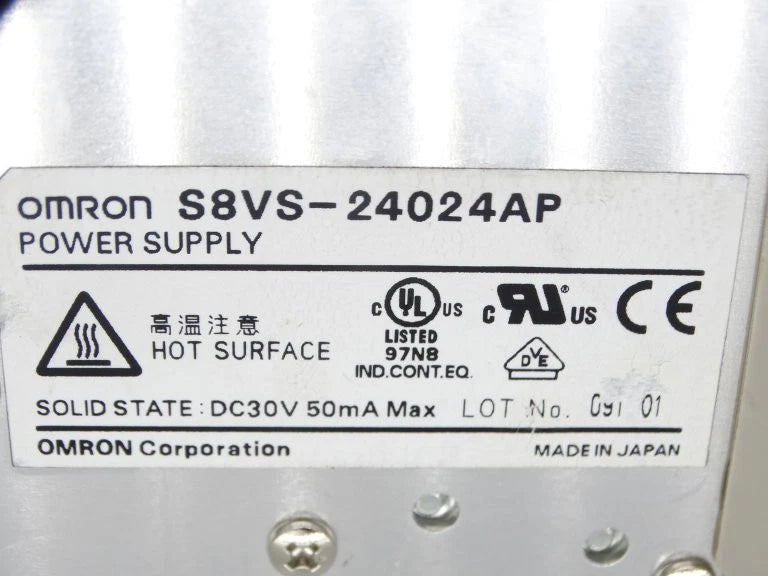 OMRON S8VS-24024AP
POWER SUPPLY
高温注意
HOT SURFACE
c UL US
LISTED
97N8
IND.CONT.EQ.
c RU ® US
CE
DVE
SOLID STATE : DC30V 50mA Max LOT No. 01
OMRON Corporation MADE IN JAPAN